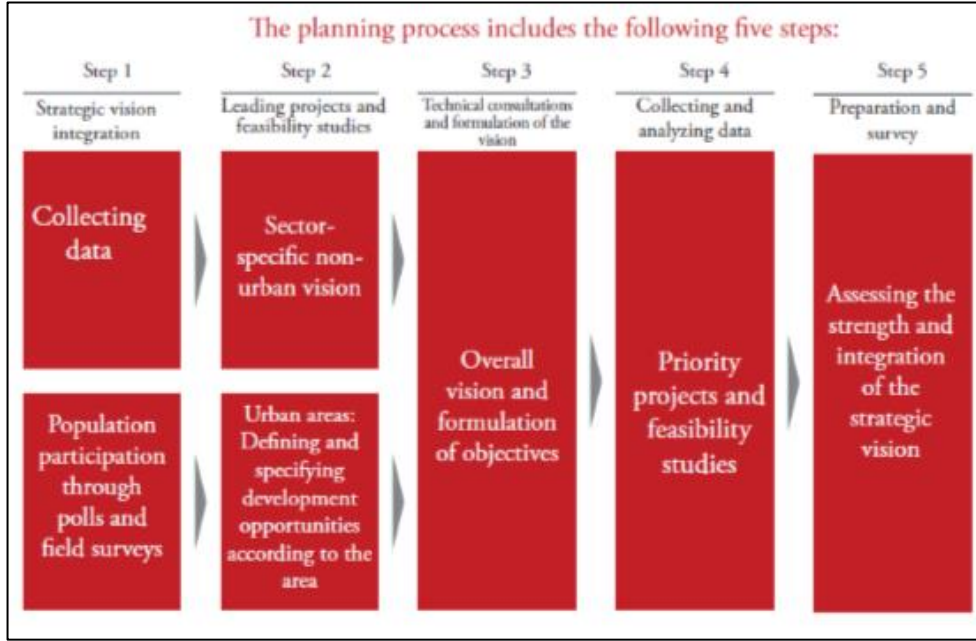 The planning process includes the following five steps:
Step 1
Strategic vision
integration
Collecting
data
Population
participation
through
polls and
field surveys
Step 2
Leading projects and
feasibility studies
Sector-
specific non-
urban vision
Urban areas:
Defining and
specifying
development
opportunities
according to the
area
Step 3
Technical consultations
and formulation of the
vision
Overall
vision and
formulation
of objectives
Step 4
Collecting and
analyzing data
Priority
projects and
feasibility
studies
Step 5
Preparation and
survey
Assessing the
strength and
integration
of the
strategic
vision